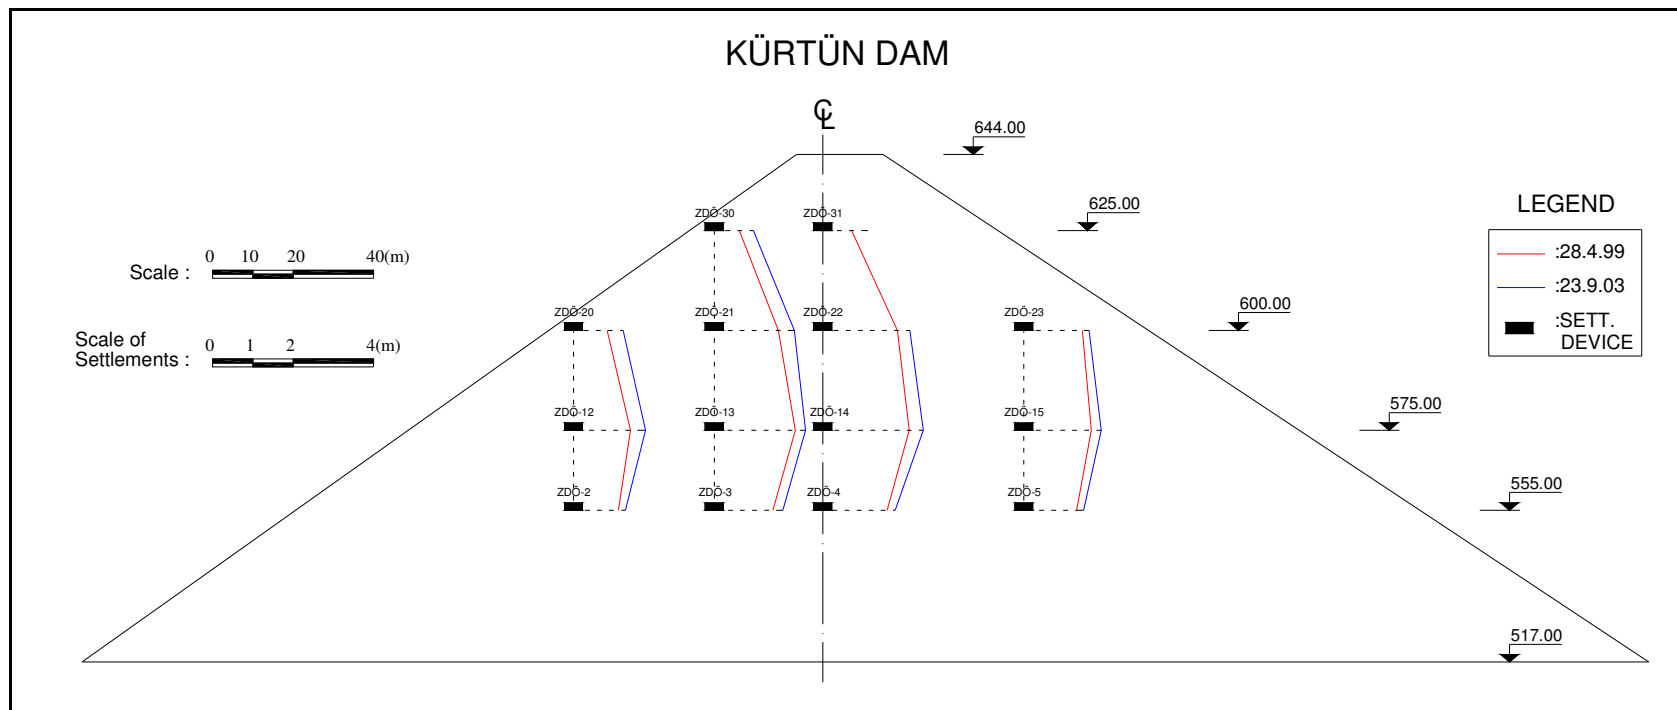 KÜRTÜN DAM
CL
644.00
625.00
LEGEND
ZDÖ-30
ZDÖ-31
0 10 20 40(m)
Scale :
:28.4.99
:23.9.03
:SETT.
DEVICE
ZDÖ-20
ZDÖ-21
ZDÖ-22
ZDÖ-23
600.00
Scale of
Settlements :
0 1 2 4(m)
ZDÖ-12
ZDÖ-13
ZDÖ-14
ZDÖ-15
575.00
ZDÖ-2
ZDÖ-3
ZDÖ-4
ZDÖ-5
555.00
517.00